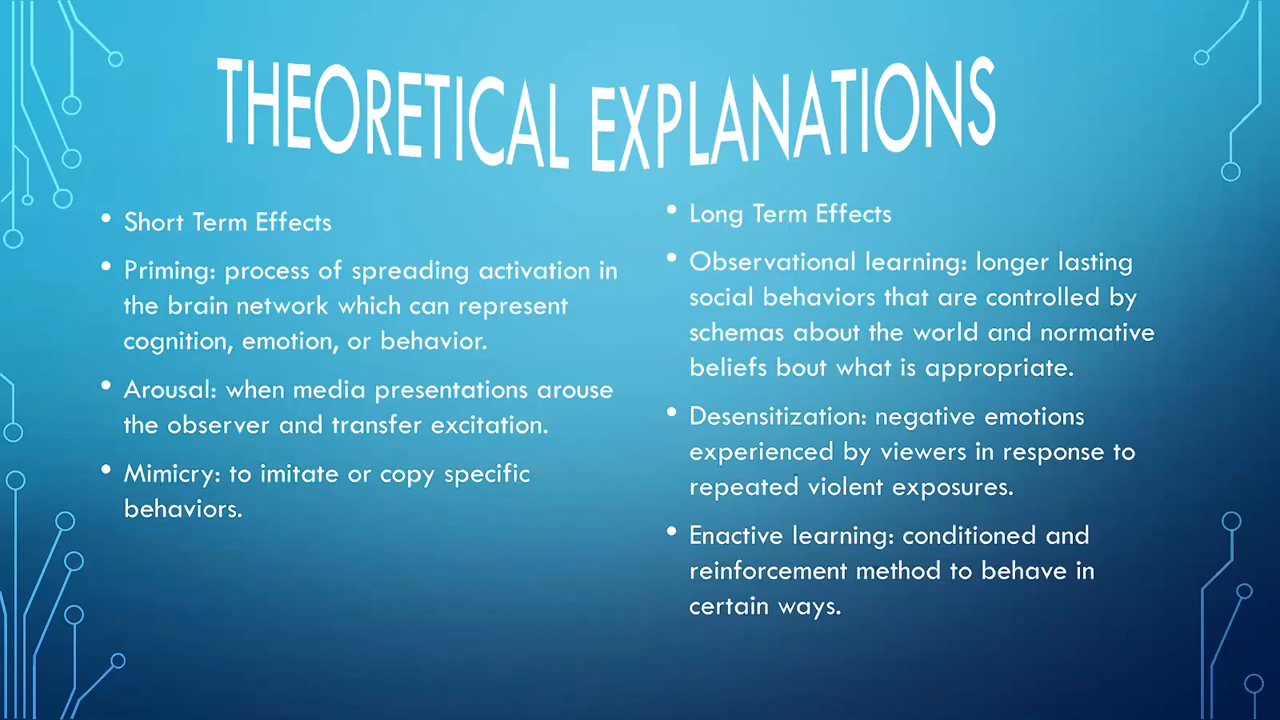 THEORETICAL EXPLANATIONS
• Short Term Effects
• Priming: process of spreading activation in
the brain network which can represent
cognition, emotion, or behavior.
• Arousal: when media presentations arouse
the observer and transfer excitation.
• Mimicry: to imitate or copy specific
behaviors.
• Long Term Effects
• Observational learning: longer lasting
social behaviors that are controlled by
schemas about the world and normative
beliefs bout what is appropriate.
• Desensitization: negative emotions
experienced by viewers in response to
repeated violent exposures.
• Enactive learning: conditioned and
reinforcement method to behave in
certain ways.